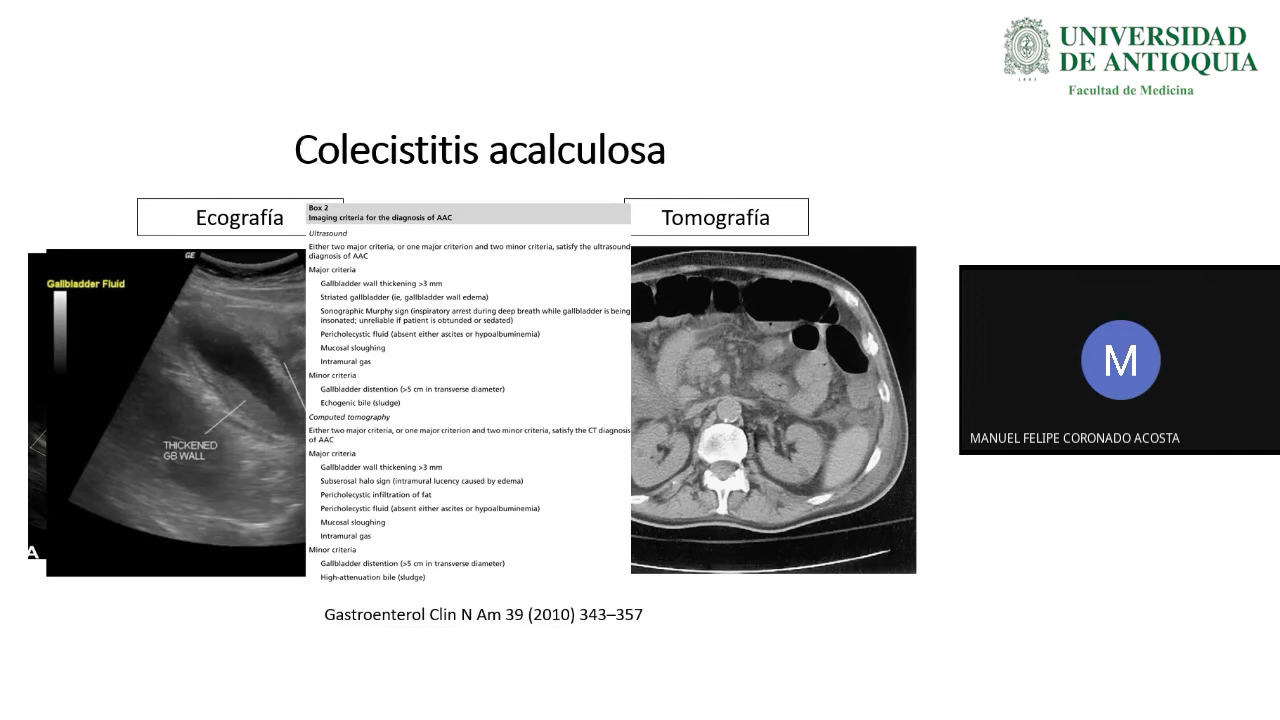 UNIVERSIDAD
DE ANTIOQUIA
1803
Facultad de Medicina
Colecistitis acalculosa
Ecografía
Tomografía
GE
Gallbladder Fluid
THICKENED
GB WALL
A
Box 2
Imaging criteria for the diagnosis of AAC
Ultrasound
Either two major criteria, or one major criterion and two minor criteria, satisfy the ultrasound
diagnosis of AAC
Major criteria
Gallbladder wall thickening >3 mm
Striated gallbladder (ie, gallbladder wall edema)
Sonographic Murphy sign (inspiratory arrest during deep breath while gallbladder is being
insonated; unreliable if patient is obtunded or sedated)
Pericholecystic fluid (absent either ascites or hypoalbuminemia)
Mucosal sloughing
Intramural gas
Minor criteria
Gallbladder distention (>5 cm in transverse diameter)
Echogenic bile (sludge)
Computed tomography
Either two major criteria, or one major criterion and two minor criteria, satisfy the CT diagnosis
of AAC
Major criteria
Gallbladder wall thickening >3 mm
Subserosal halo sign (intramural lucency caused by edema)
Pericholecystic infiltration of fat
Pericholecystic fluid (absent either ascites or hypoalbuminemia)
Mucosal sloughing
Intramural gas
Minor criteria
Gallbladder distention (>5 cm in transverse diameter)
High-attenuation bile (sludge)
Gastroenterol Clin N Am 39 (2010) 343–357
M
MANUEL FELIPE CORONADO ACOSTA